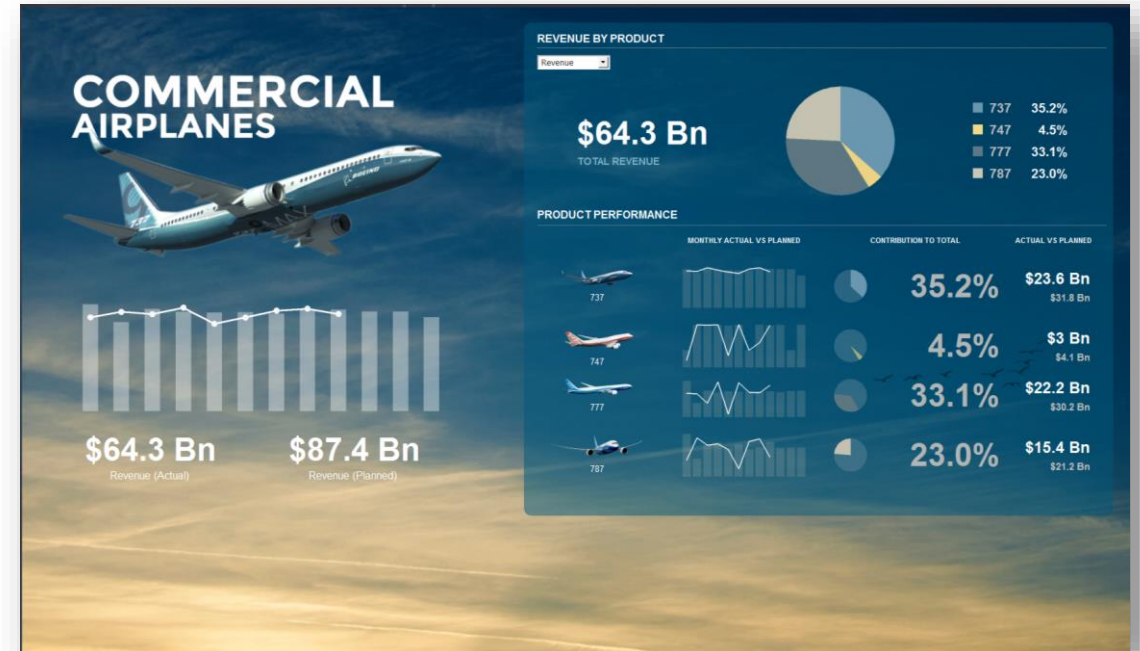 COMMERCIAL
AIRPLANES
BOEING
737
MAX
$64.3 Bn
Revenue (Actual)
$87.4 Bn
Revenue (Planned)
REVENUE BY PRODUCT
Revenue
$64.3 Bn
TOTAL REVENUE
737 35.2%
747 4.5%
777 33.1%
787 23.0%
PRODUCT PERFORMANCE
MONTHLY ACTUAL VS PLANNED CONTRIBUTION TO TOTAL ACTUAL VS PLANNED
737 35.2% $23.6 Bn
$31.8 Bn
747 4.5% $3 Bn
$4.1 Bn
777 33.1% $22.2 Bn
$30.2 Bn
787 23.0% $15.4 Bn
$21.2 Bn